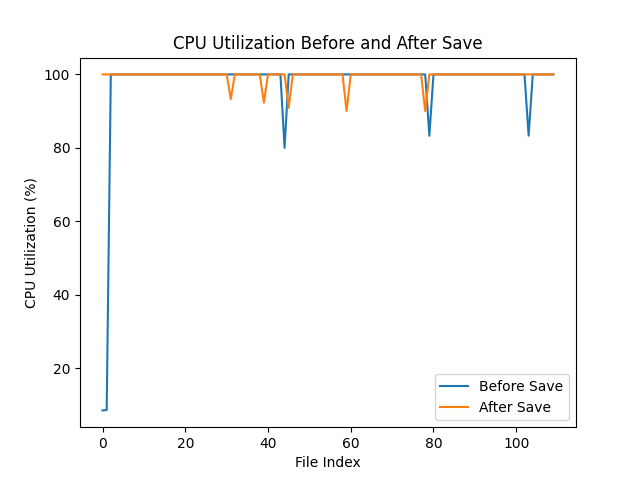 CPU Utilization Before and After Save
100
80
60
40
20
CPU Utilization (%)
0
20
40
60
80
100
File Index
Before Save
After Save